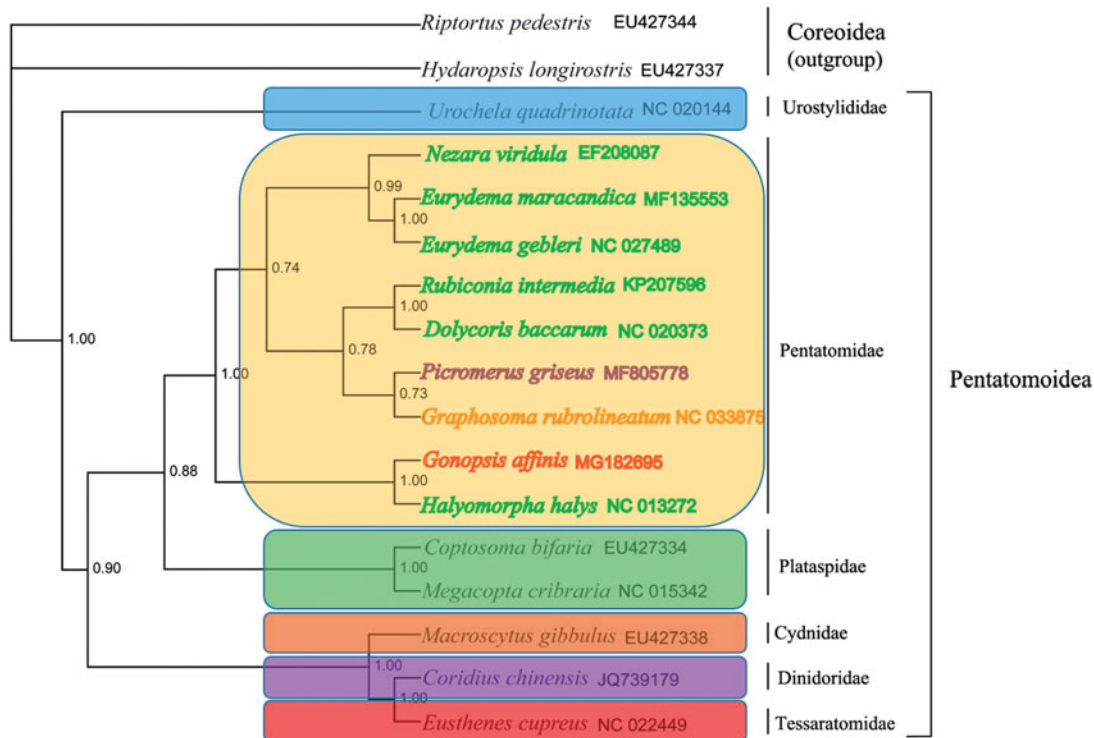 Riptortus pedestris EU427344
Hydaropsis longirostris EU427337
Coreoidea
(outgroup)
Urochela quadrinotata NC 020144
Urostylididae
Nezara viridula EF208087
0.99
Eurydema maracandica MF135553
1.00
Eurydema gebleri NC 027489
0.74
Rubiconia intermedia KP207596
1.00
Dolycoris baccarum NC 020373
1.00
0.78
Pentatomidae
Picromerus griseus MF805778
1.00
0.73
Graphosoma rubrolineatum NC 033875
Pentatomoidea
Gonopsis affinis MG182695
0.88
1.00
Halyomorpha halys NC 013272
Coptosoma bifaria EU427334
0.90
1.00
Plataspidae
Megacopta cribraria NC 015342
Macroscytus gibbulus EU427338
Cydnidae
1.00
Coridius chinensis JQ739179
Dinidoridae
1.00
Eusthenes cupreus NC 022449
Tessaratomidae